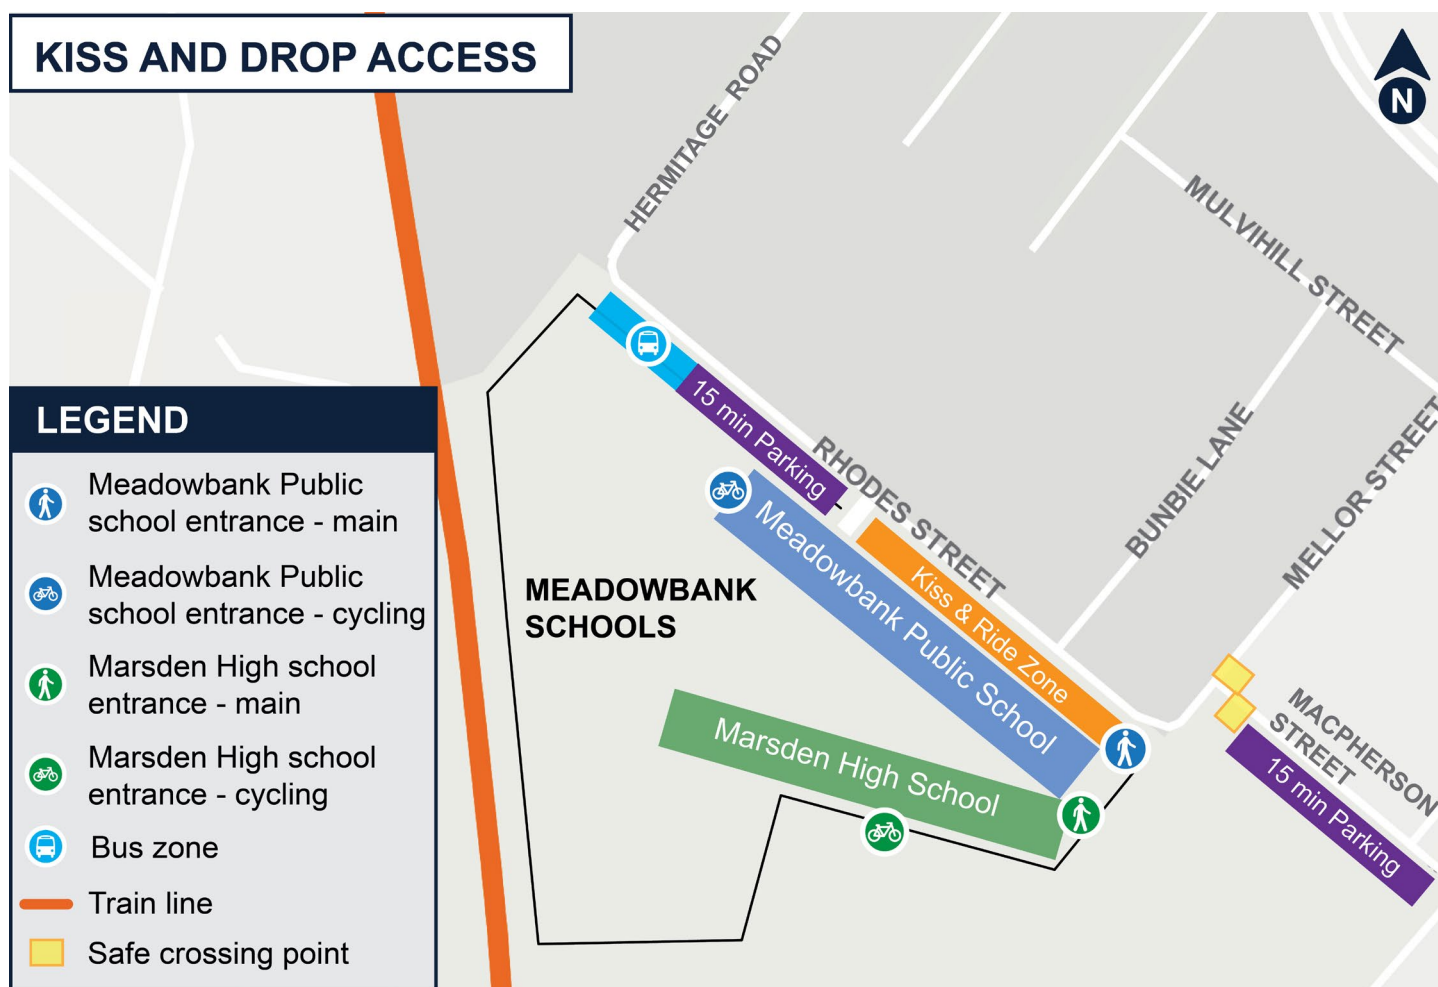 KISS AND DROP ACCESS
N
HERMITAGE ROAD
MULVIHILL STREET
15 min Parking
RHODES STREET
BUNBIE LANE
MELLOR STREET
Meadowbank Public School
Kiss & Ride Zone
MEADOWBANK
SCHOOLS
Marsden High School
MACPHERSON
STREET
15 min Parking
LEGEND
Meadowbank Public
school entrance - main
Meadowbank Public
school entrance - cycling
Marsden High school
entrance - main
Marsden High school
entrance - cycling
Bus zone
Train line
Safe crossing point